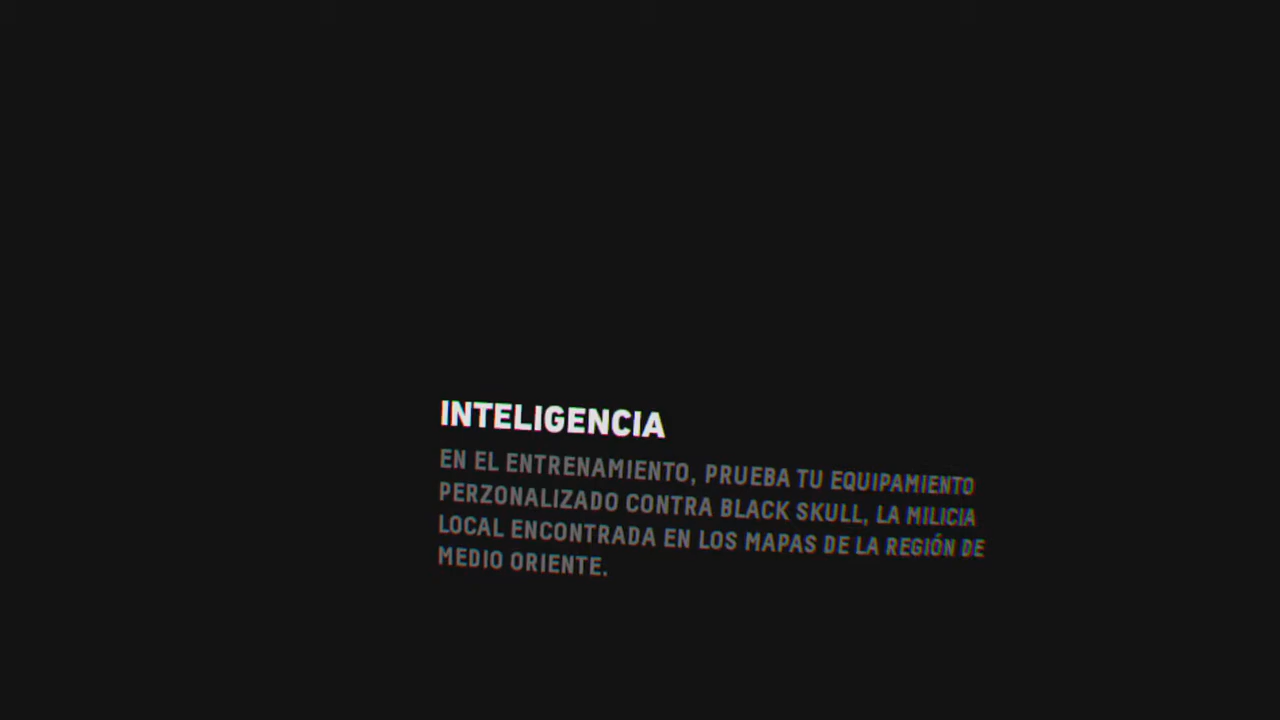 INTELIGENCIA
EN EL ENTRENAMIENTO, PRUEBA TU EQUIPAMIENTO
PERZONALIZADO CONTRA BLACK SKULL, LA MILICIA
LOCAL ENCONTRADA EN LOS MAPAS DE LA REGIÓN DE
MEDIO ORIENTE.